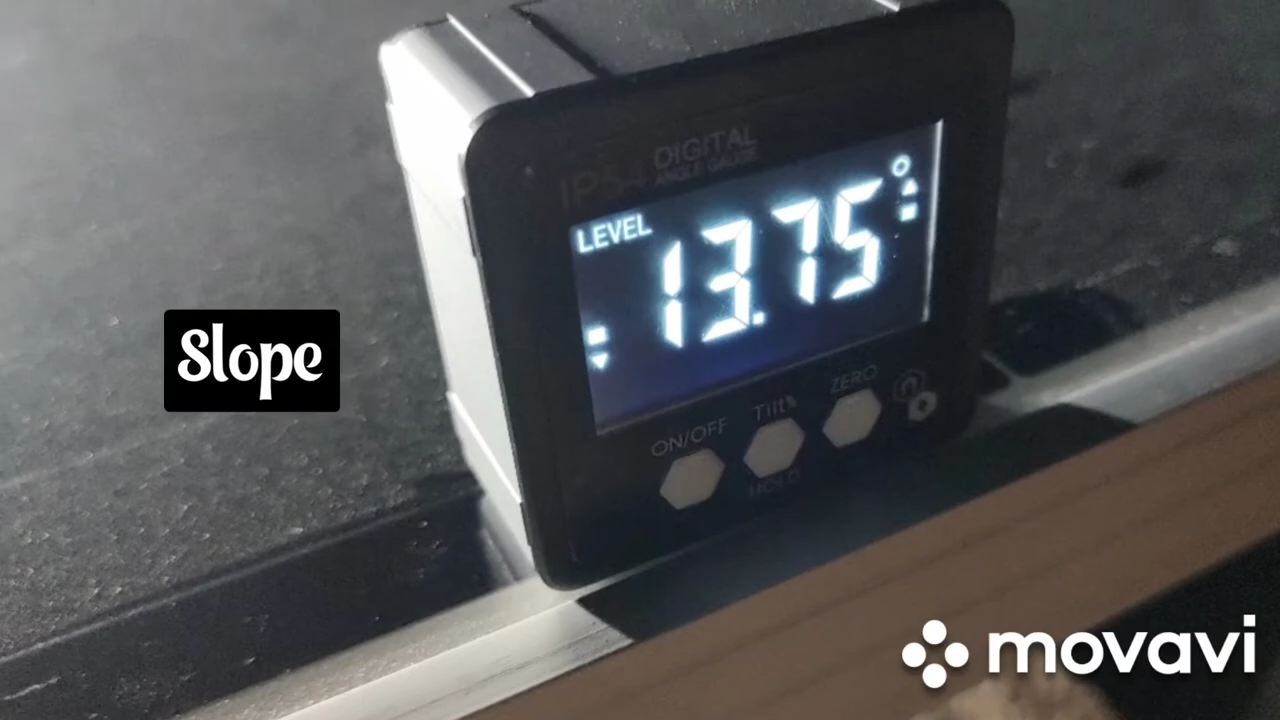 IP54 DIGITAL
ANGLE GAUGE
LEVEL
13.75°
Slope
ON/OFF
Tilt%
ZERO
HOLD
movavi